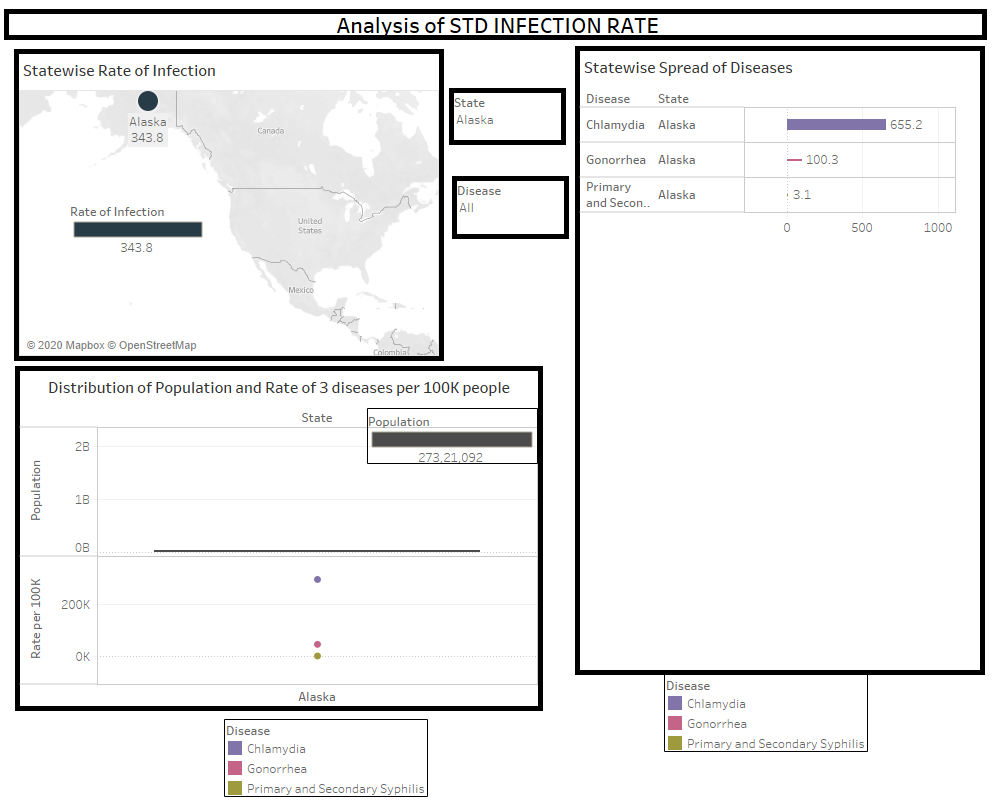 Analysis of STD INFECTION RATE
Statewise Rate of Infection
Alaska
343.8
Canada
Rate of Infection
343.8
United
States
Mexico
Colombia
© 2020 Mapbox © OpenStreetMap
State
Alaska
Disease
All
Statewise Spread of Diseases
Disease State
Chlamydia Alaska 655.2
Gonorrhea Alaska 100.3
Primary
and Secon.. Alaska 3.1
0 500 1000
Distribution of Population and Rate of 3 diseases per 100K people
State
Population
273,21,092
Population
2B
1B
0B
Rate per 100K
200K
0K
Alaska
Disease
Chlamydia
Gonorrhea
Primary and Secondary Syphilis
Disease
Chlamydia
Gonorrhea
Primary and Secondary Syphilis